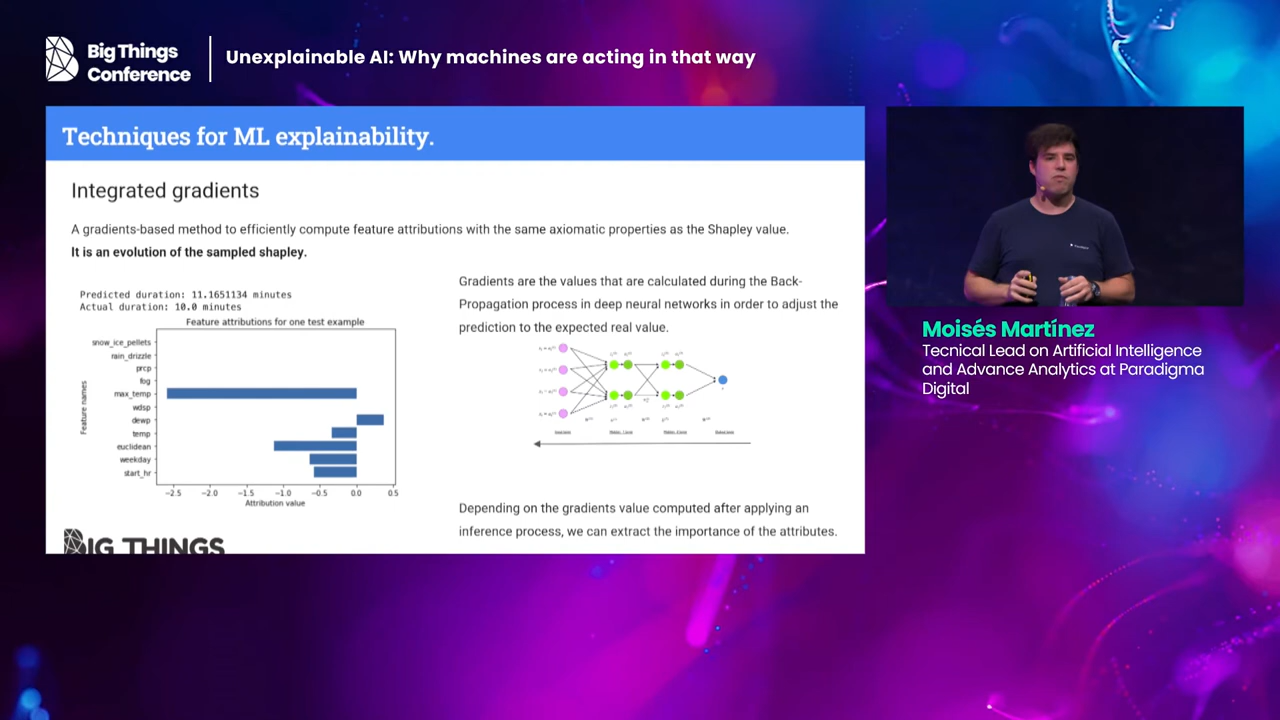 Big Things
Conference
Unexplainable AI: Why machines are acting in that way
Techniques for ML explainability.
Integrated gradients
A gradients-based method to efficiently compute feature attributions with the same axiomatic properties as the Shapley value.
It is an evolution of the sampled shapley.
Predicted duration: 11.1651134 minutes
Actual duration: 10.0 minutes
Feature attributions for one test example
Feature names
snow_ice_pellets
rain_drizzle
prcp
fog
max_temp
wdsp
dewp
temp
euclidean
weekday
start_hr
−2.5 −2.0 −1.5 −1.0 −0.5 0.0 0.5
Attribution value
Gradients are the values that are calculated during the Back-
Propagation process in deep neural networks in order to adjust the
prediction to the expected real value.
Depending on the gradients value computed after applying an
inference process, we can extract the importance of the attributes.
BIG THINGS
Moisés Martínez
Tecnical Lead on Artificial Intelligence
and Advance Analytics at Paradigma
Digital